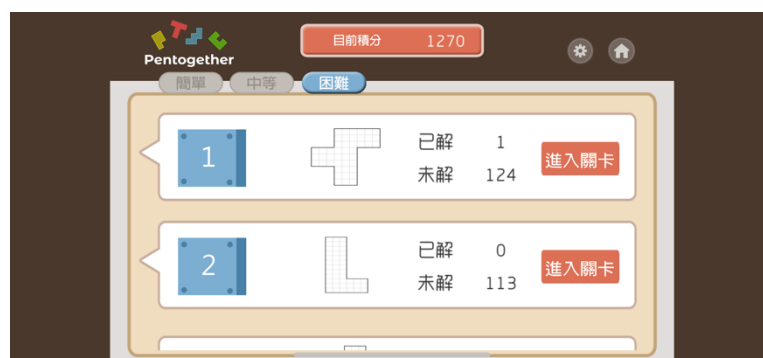 Pentogether
目前積分 1270
簡單 中等 困難
1
已解 1
未解 124
進入關卡
2
已解 0
未解 113
進入關卡